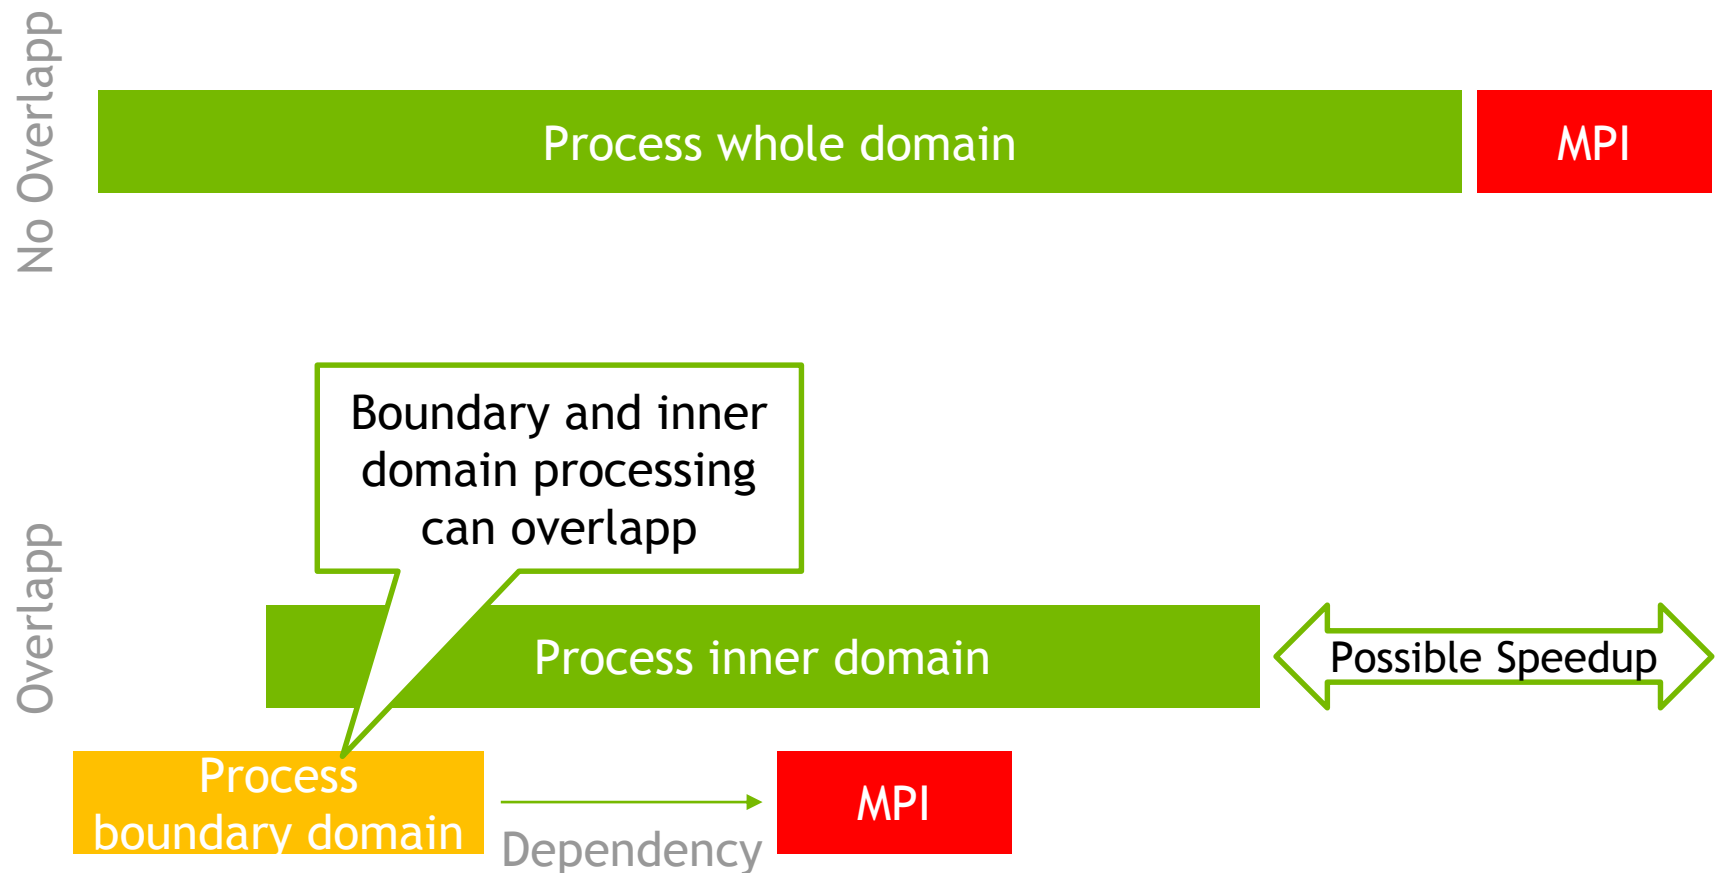 No Overlapp
Process whole domain
MPI
Boundary and inner
domain processing
can overlapp
Overlapp
Process inner domain
Possible Speedup
Process
boundary domain
Dependency
MPI